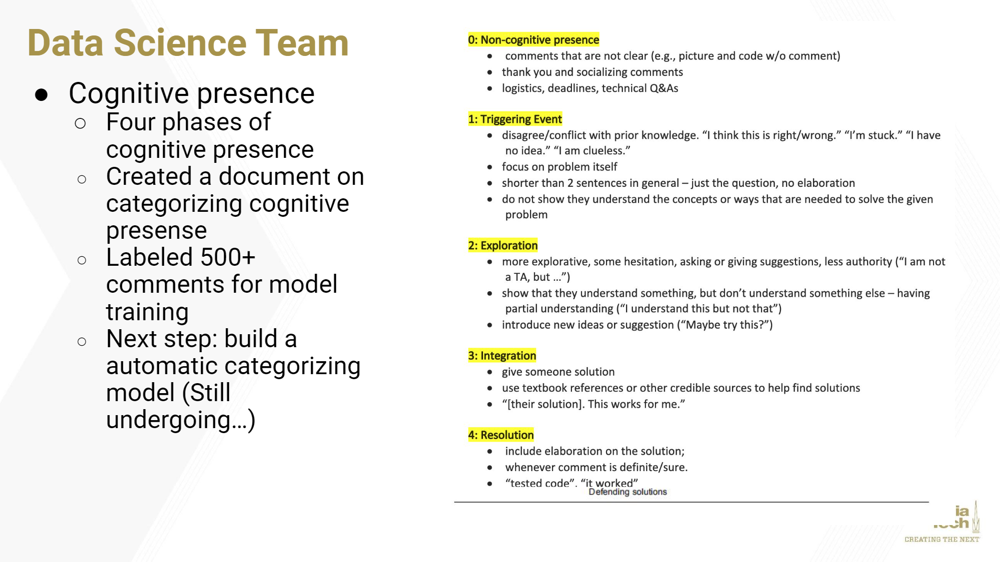 Data Science Team
● Cognitive presence
○ Four phases of
cognitive presence
○ Created a document on
categorizing cognitive
presense
○ Labeled 500+
comments for model
training
○ Next step: build a
automatic categorizing
model (Still
undergoing…)
0: Non-cognitive presence
• comments that are not clear (e.g., picture and code w/o comment)
• thank you and socializing comments
• logistics, deadlines, technical Q&As
1: Triggering Event
• disagree/conflict with prior knowledge. “I think this is right/wrong.” “I’m stuck.” “I have
no idea.” “I am clueless.”
• focus on problem itself
• shorter than 2 sentences in general – just the question, no elaboration
• do not show they understand the concepts or ways that are needed to solve the given
problem
2: Exploration
• more explorative, some hesitation, asking or giving suggestions, less authority (“I am not
a TA, but …”)
• show that they understand something, but don’t understand something else – having
partial understanding (“I understand this but not that”)
• introduce new ideas or suggestion (“Maybe try this?”)
3: Integration
• give someone solution
• use textbook references or other credible sources to help find solutions
• “[their solution]. This works for me.”
4: Resolution
• include elaboration on the solution;
• whenever comment is definite/sure.
• “tested code”. “it worked”
Defending solutions
ia
ch
CREATING THE NEXT